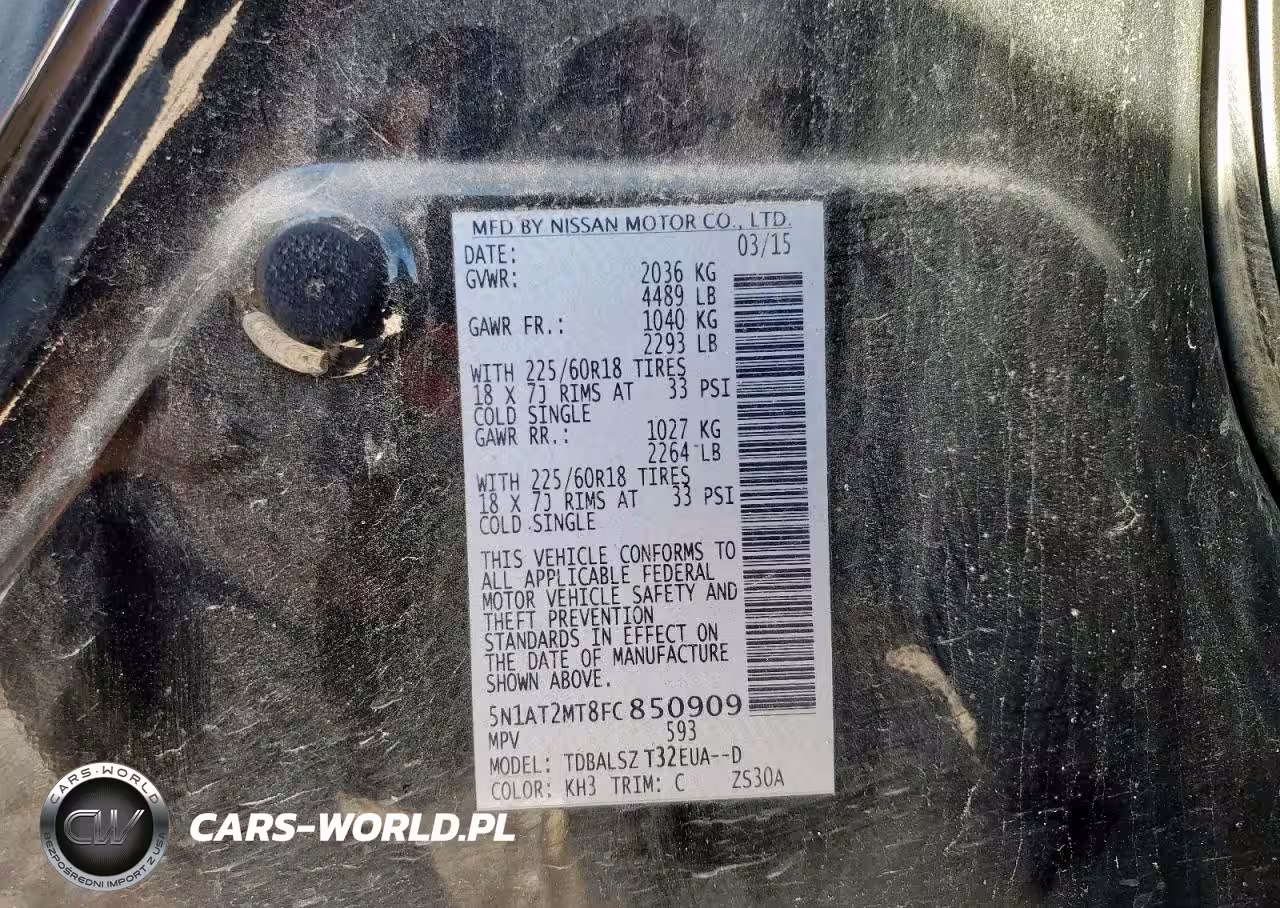 MFD BY NISSAN MOTOR CO., LTD.
DATE: 03/15
GVWR: 2036 KG
4489 LB
GAWR FR.: 1040 KG
2293 LB
WITH 225/60R18 TIRES
18 X 7J RIMS AT 33 PSI
COLD SINGLE
GAWR RR.: 1027 KG
2264 LB
WITH 225/60R18 TIRES
18 X 7J RIMS AT 33 PSI
COLD SINGLE
THIS VEHICLE CONFORMS TO
ALL APPLICABLE FEDERAL
MOTOR VEHICLE SAFETY AND
THEFT PREVENTION
STANDARDS IN EFFECT ON
THE DATE OF MANUFACTURE
SHOWN ABOVE.
5N1AT2MT8FC850909
MPV 593
MODEL: TDBALSZ T32EUA--D
COLOR: KH3 TRIM: C ZS30A
CARS-WORLD
CW
BEZPOŚREDNI IMPORT Z USA
CARS-WORLD.PL